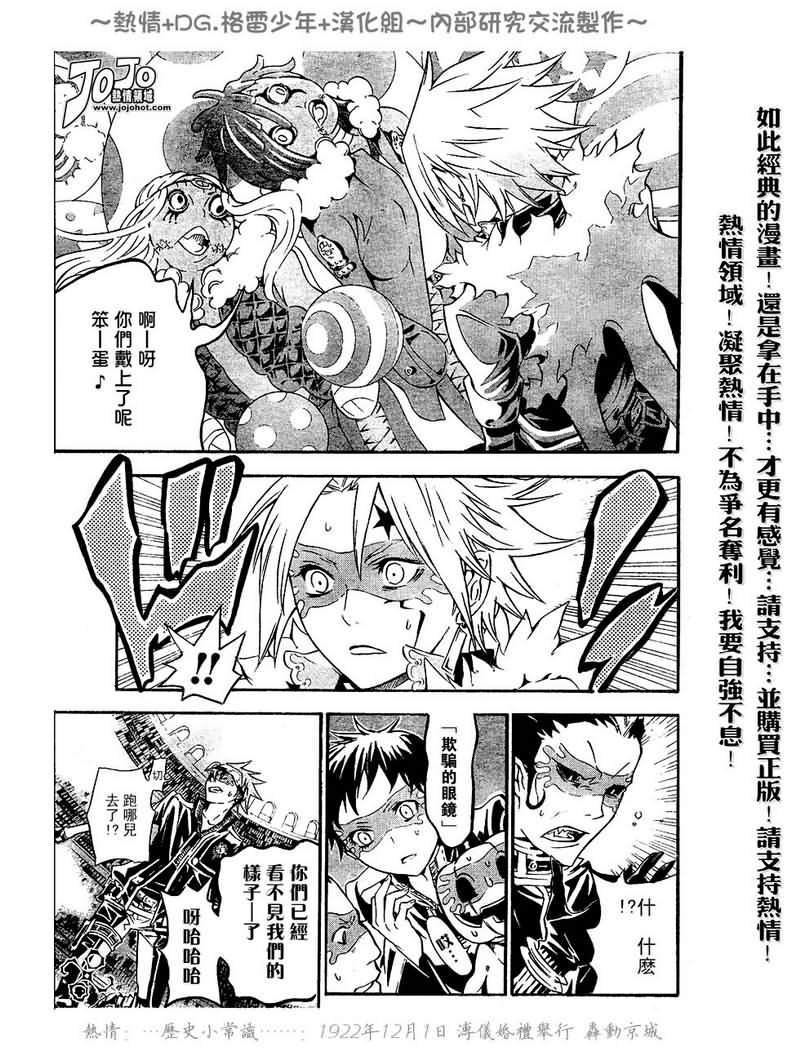 ～熱情+DG.格雷少年+漢化組～內部研究交流製作～
JOJO
熱情領域
www.jojohot.com
如此經典的漫畫！還是拿在手中…才更有感覺…請支持…並購買正版！請支持熱情！
熱情領域！凝聚熱情！不為爭名奪利！我要自強不息！
啊ー呀
你們戴上了呢
笨ー蛋♪
!!
什 什麼
!?
「欺騙的眼鏡」
哎…
切
跑哪兒
去了!?
你們已經
看不見我們的
樣子ー了
呀哈哈哈
熱情：…歷史小常識……：1922年12月1日 溥儀婚禮舉行 轟動京城